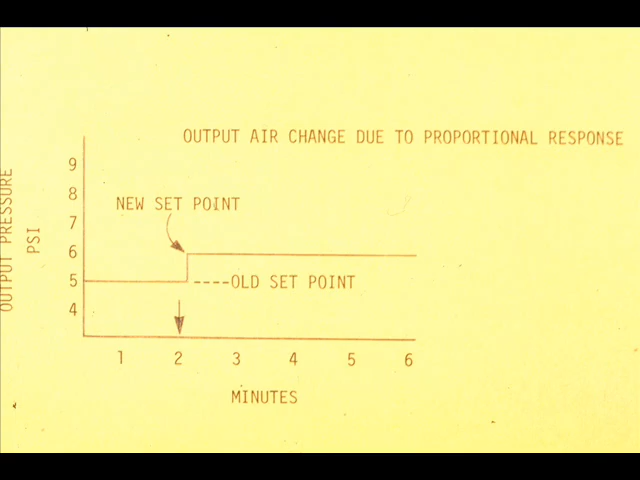 OUTPUT AIR CHANGE DUE TO PROPORTIONAL RESPONSE
OUTPUT PRESSURE
PSI
9
8
7
6
5
4
NEW SET POINT
----OLD SET POINT
1 2 3 4 5 6
MINUTES